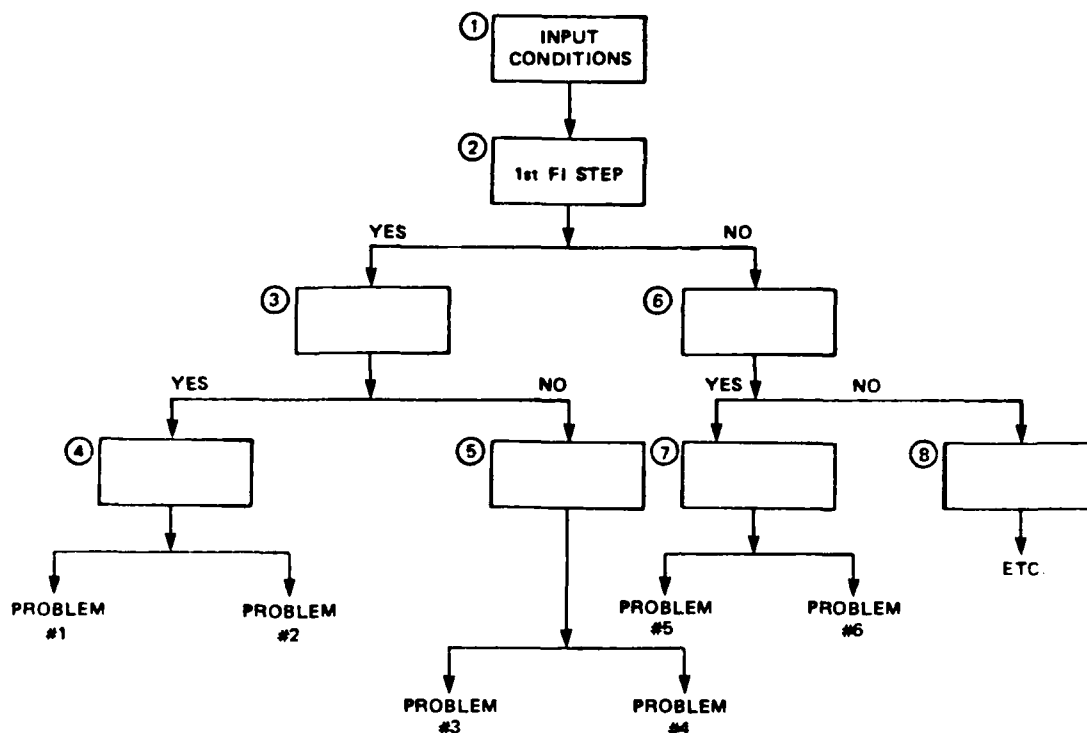 1
INPUT
CONDITIONS
2
1st FI STEP
YES
NO
3
6
YES
NO
YES
NO
4
5
7
8
PROBLEM
#1
PROBLEM
#2
PROBLEM
#5
PROBLEM
#6
ETC.
PROBLEM
#3
PROBLEM
#4